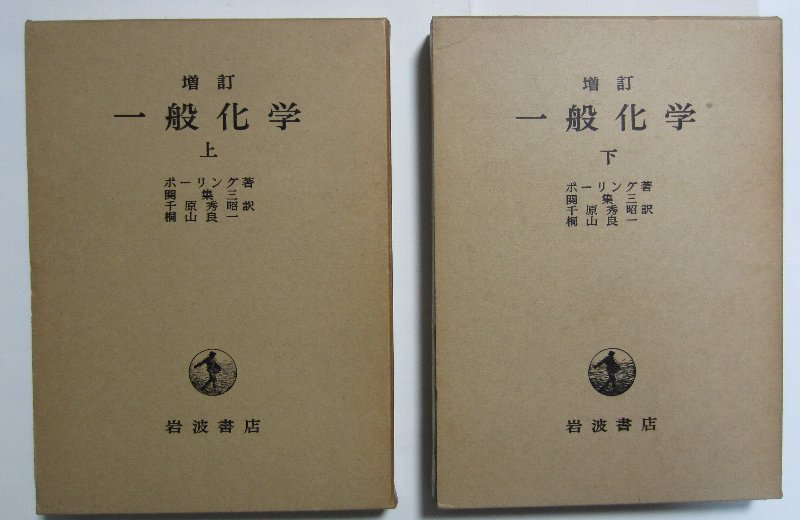 増訂
一般化学
上
ポーリング著
関集三
千原秀昭訳
桐山良一
岩波書店
増訂
一般化学
下
ポーリング著
関集三
千原秀昭訳
桐山良一
岩波書店